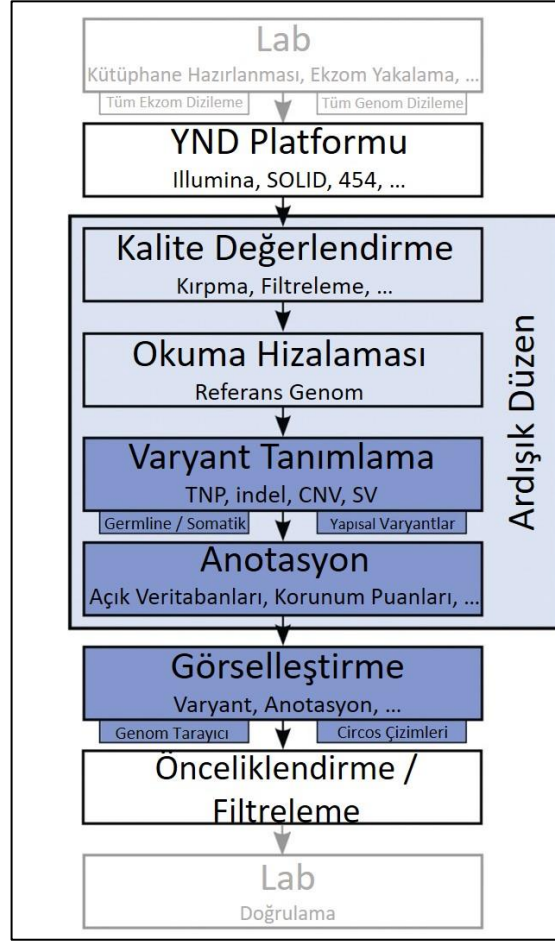 Lab
Kütüphane Hazırlanması, Ekzom Yakalama, ...
Tüm Ekzom Dizileme
Tüm Genom Dizileme
YND Platformu
Illumina, SOLID, 454, ...
Kalite Değerlendirme
Kırpma, Filtreleme, ...
Okuma Hizalaması
Referans Genom
Varyant Tanımlama
TNP, indel, CNV, SV
Germline / Somatik
Yapısal Varyantlar
Anotasyon
Açık Veritabanları, Korunum Puanları, ...
Ardışık Düzen
Görselleştirme
Varyant, Anotasyon, ...
Genom Tarayıcı
Circos Çizimleri
Önceliklendirme /
Filtreleme
Lab
Doğrulama